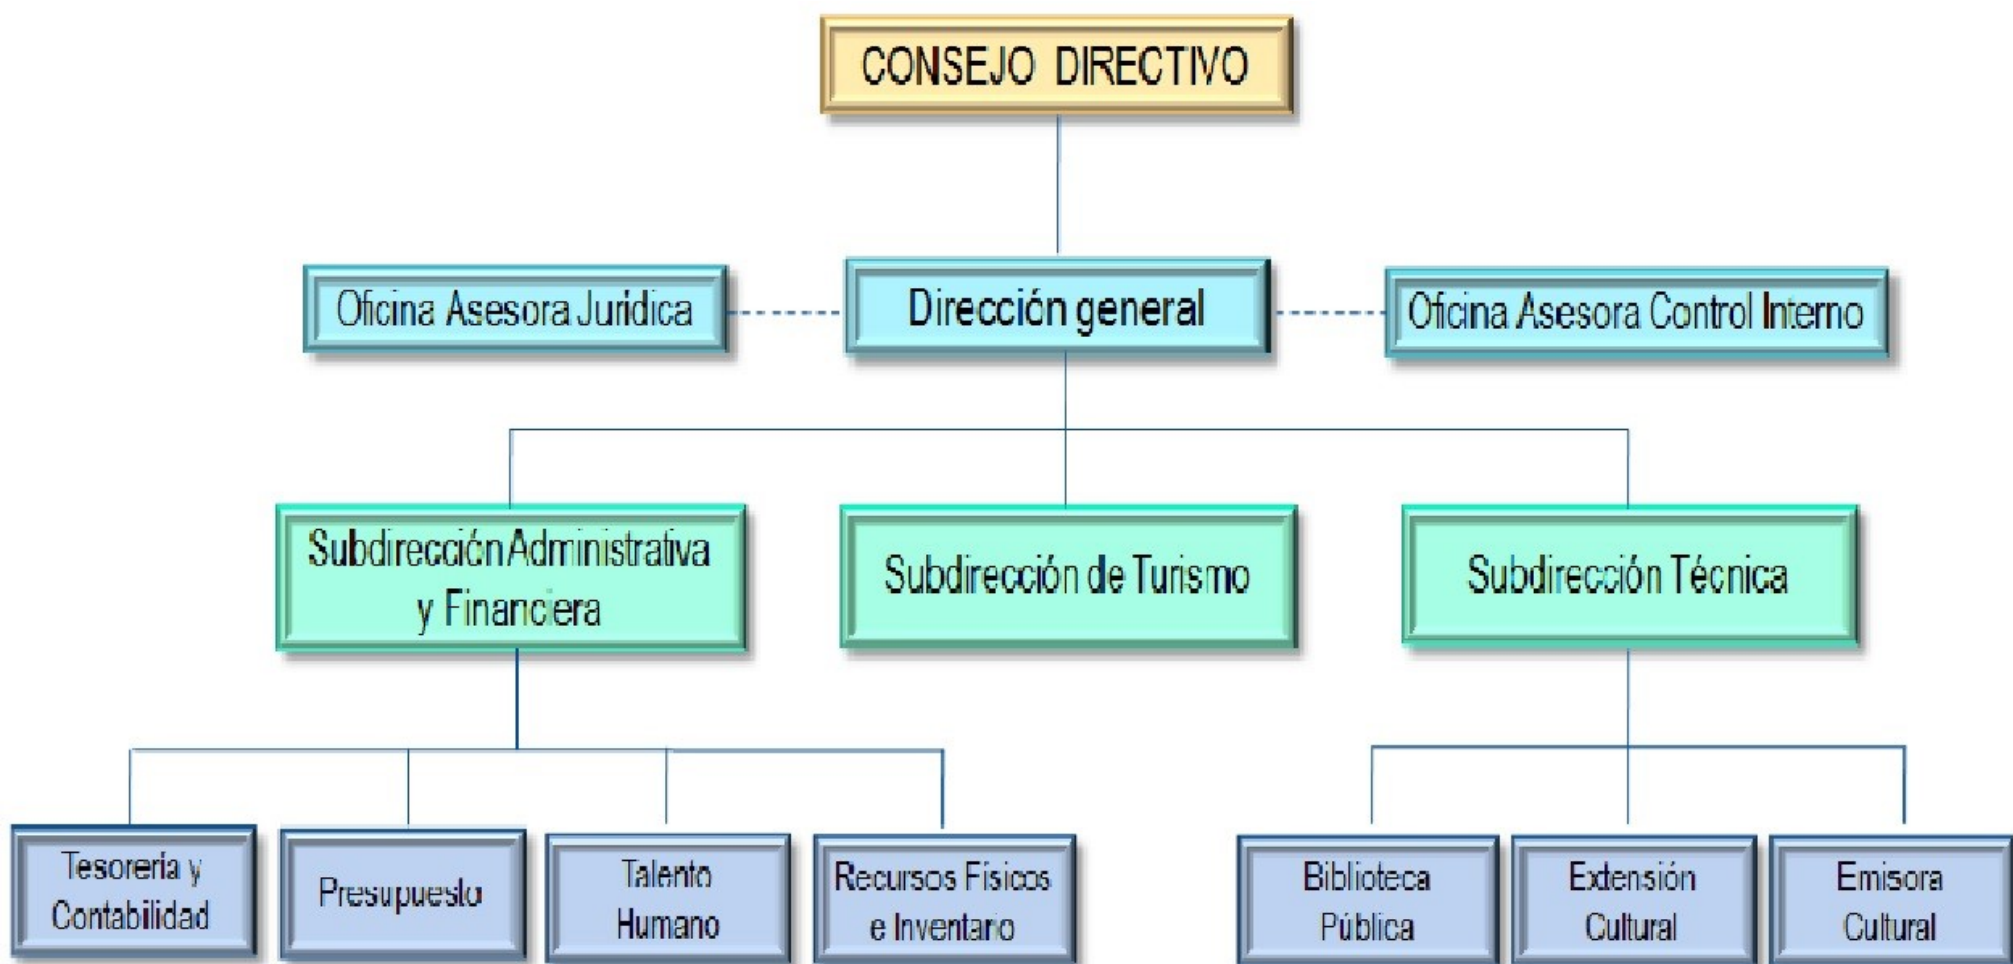 CONSEJO DIRECTIVO
Oficina Asesora Jurídica
Dirección general
Oficina Asesora Control Interno
Subdirección Administrativa
y Financiera
Subdirección de Turismo
Subdirección Técnica
Tesorería y
Contabilidad
Presupuesto
Talento
Humano
Recursos Físicos
e Inventario
Biblioteca
Pública
Extensión
Cultural
Emisora
Cultural